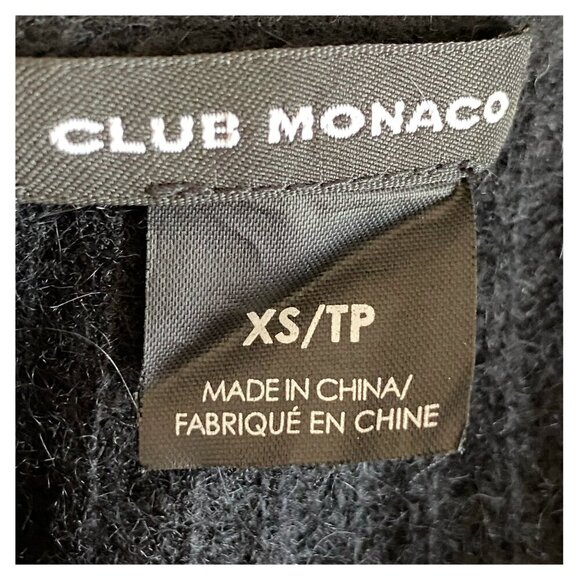 CLUB MONACO
XS/TP
MADE IN CHINA/
FABRIQUÉ EN CHINE